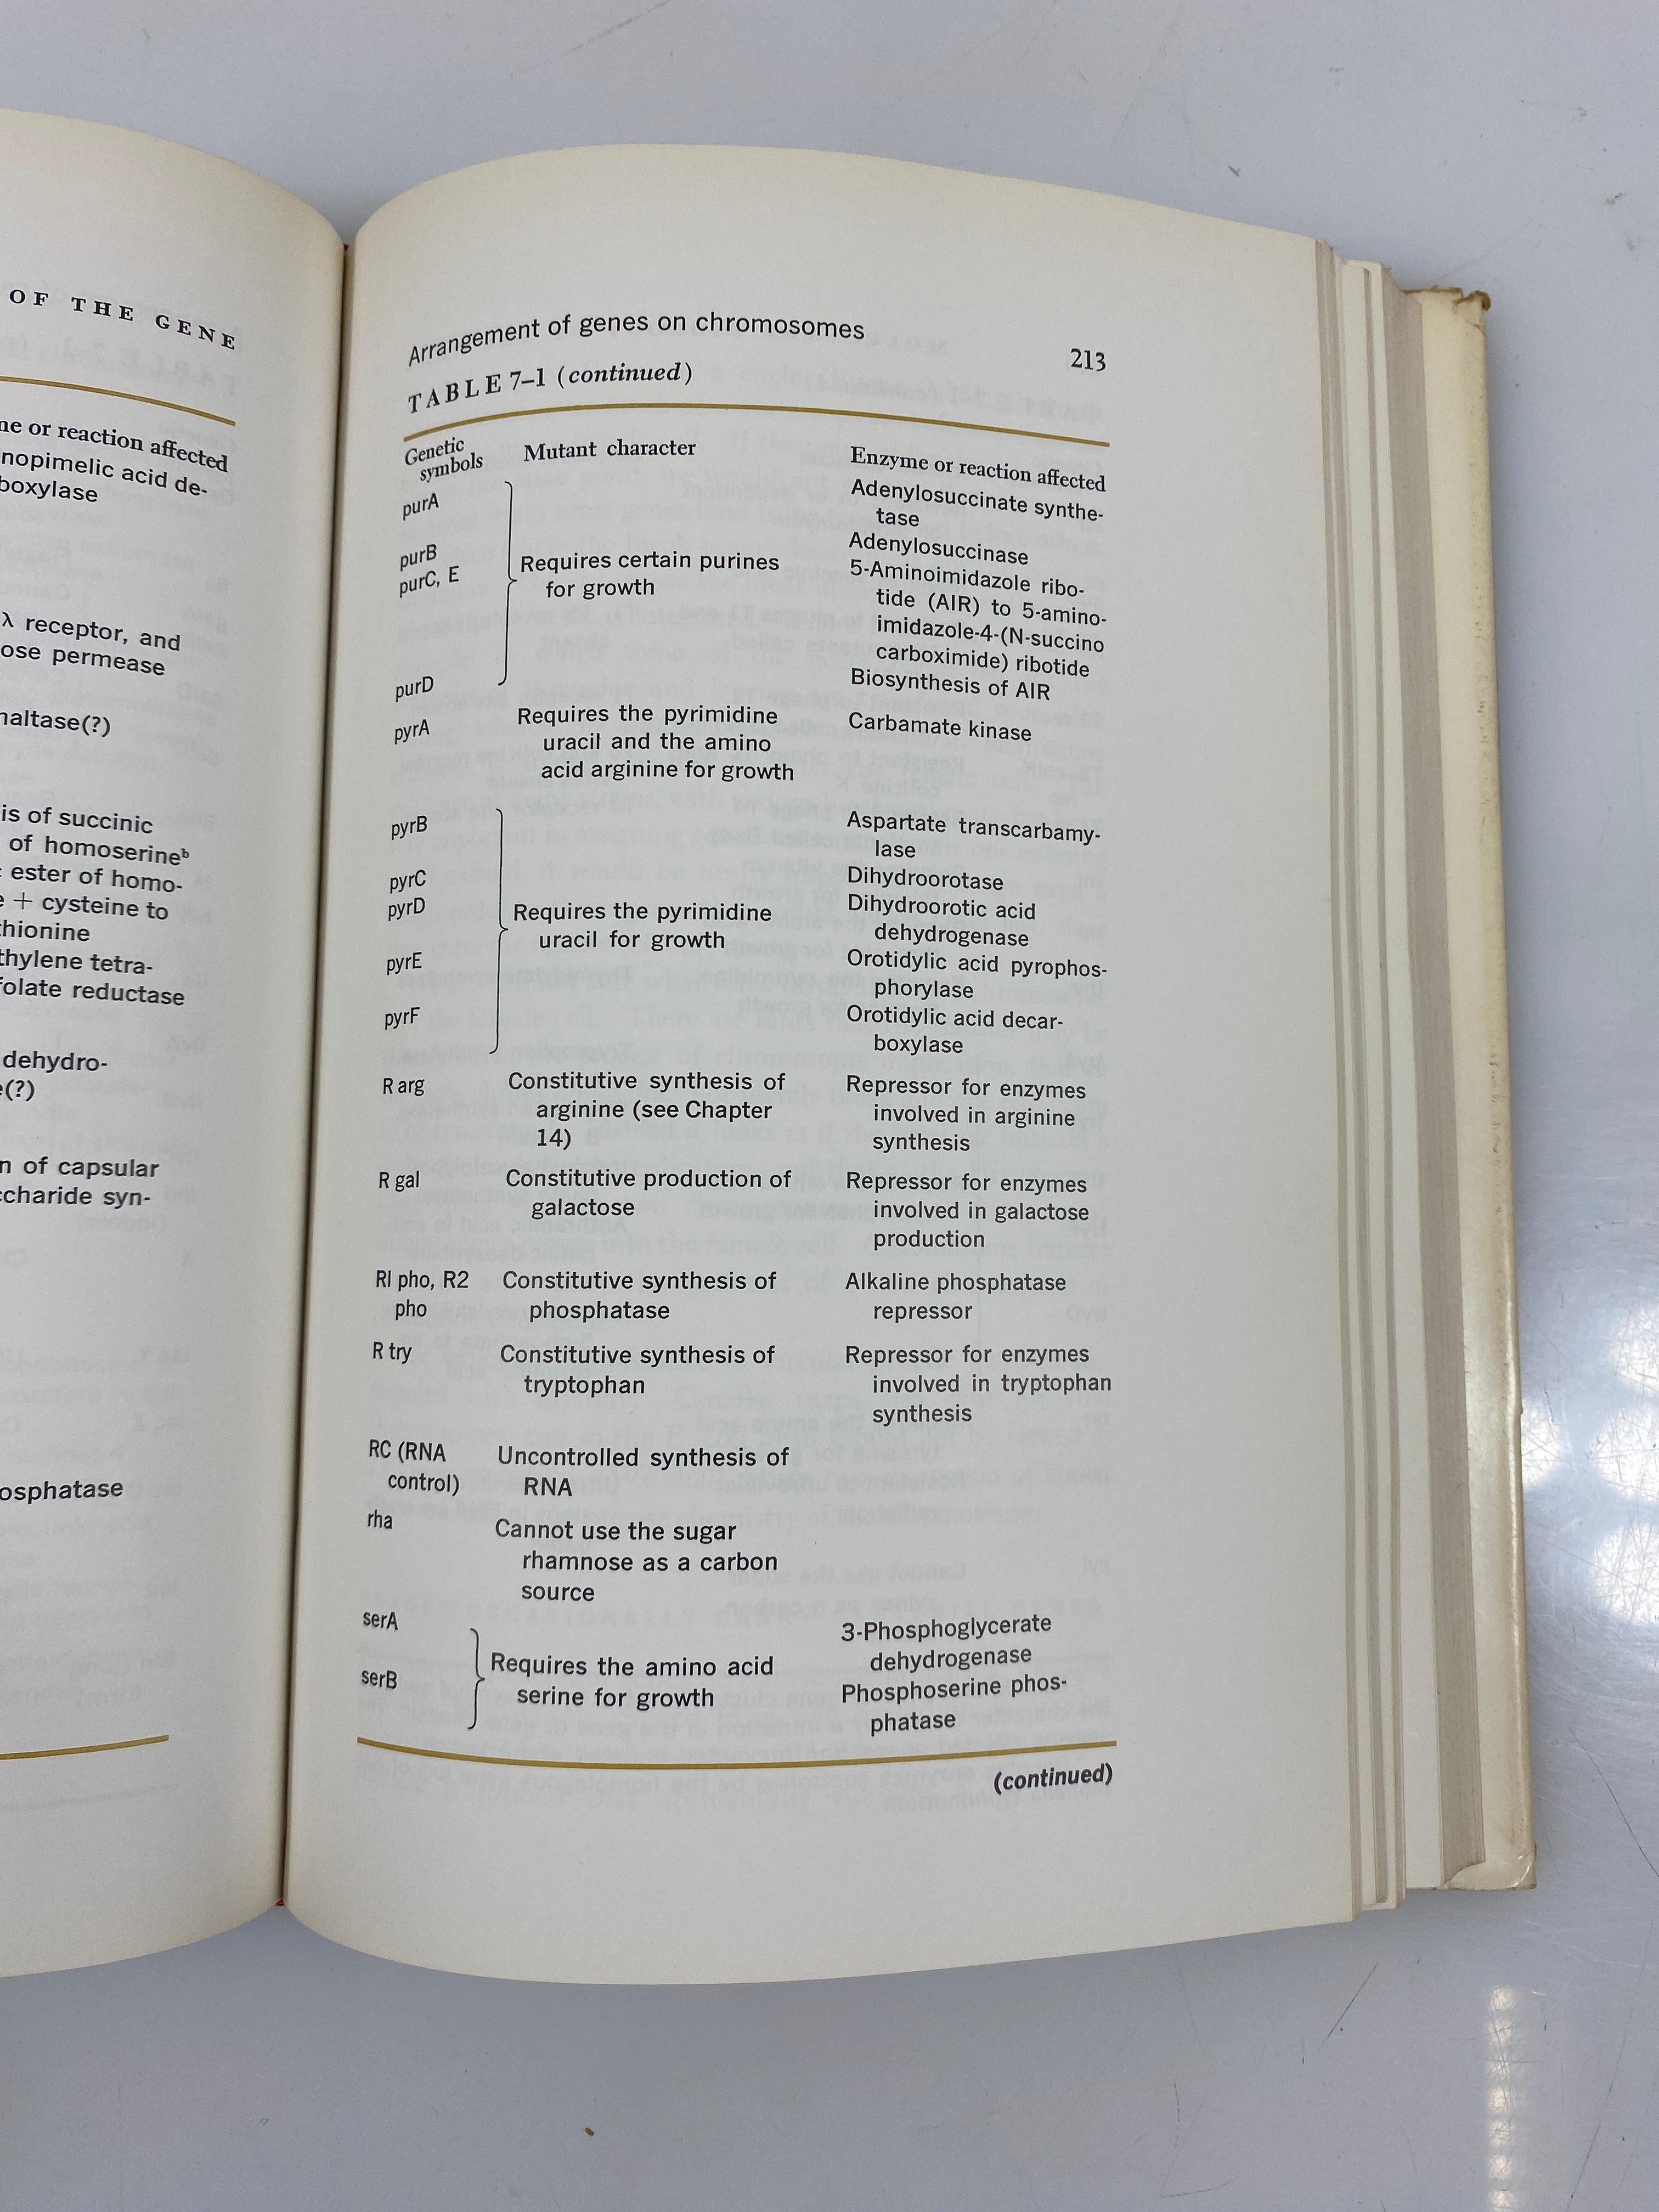 OF THE GENE
ne or reaction affected
nopimelic acid de-
boxylase
λ receptor, and
ose permease
naltase(?)
is of succinic
of homoserineᵇ
ester of homo-
+ cysteine to
thionine
thylene tetra-
folate reductase
dehydro-
(?)
n of capsular
ccharide syn-
osphatase
Arrangement of genes on chromosomes
213
TABLE 7–1 (continued)
Genetic symbols Mutant character Enzyme or reaction affected
purA Adenylosuccinate synthe-
tase
purB Adenylosuccinase
purC, E Requires certain purines 5-Aminoimidazole ribo-
for growth tide (AIR) to 5-amino-
imidazole-4-(N-succino
carboximide) ribotide
purD Biosynthesis of AIR
pyrA Requires the pyrimidine Carbamate kinase
uracil and the amino
acid arginine for growth
pyrB Aspartate transcarbamy-
lase
pyrC Dihydroorotase
pyrD Requires the pyrimidine Dihydroorotic acid
uracil for growth dehydrogenase
pyrE Orotidylic acid pyrophos-
phorylase
pyrF Orotidylic acid decar-
boxylase
R arg Constitutive synthesis of Repressor for enzymes
arginine (see Chapter involved in arginine
14) synthesis
R gal Constitutive production of Repressor for enzymes
galactose involved in galactose
production
RI pho, R2 Constitutive synthesis of Alkaline phosphatase
pho phosphatase repressor
R try Constitutive synthesis of Repressor for enzymes
tryptophan involved in tryptophan
synthesis
RC (RNA Uncontrolled synthesis of
control) RNA
rha Cannot use the sugar
rhamnose as a carbon
source
serA 3-Phosphoglycerate
Requires the amino acid dehydrogenase
serB serine for growth Phosphoserine phos-
phatase
(continued)